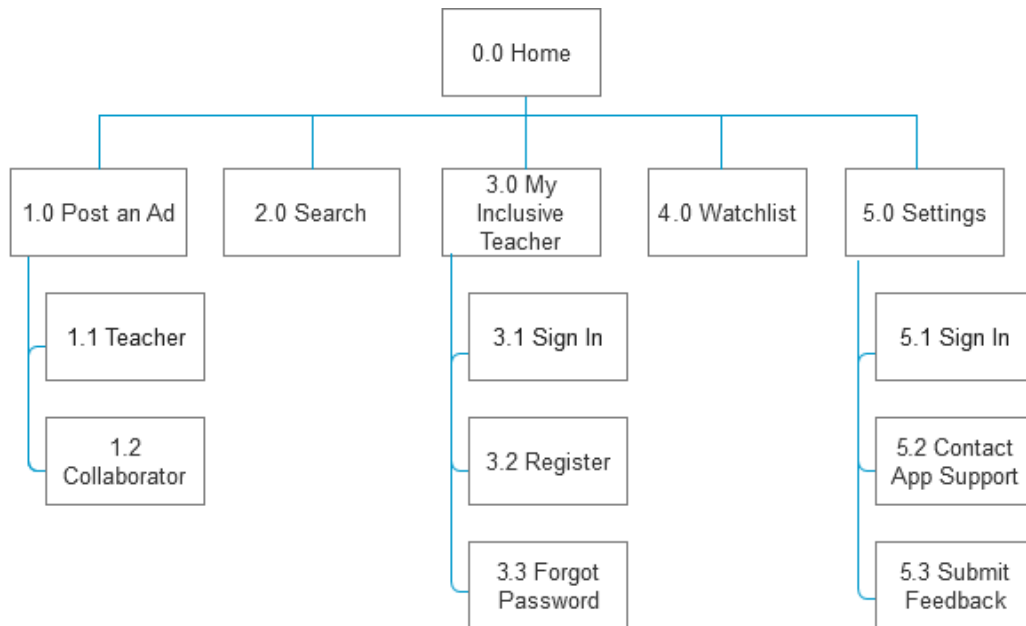 0.0 Home
1.0 Post an Ad
2.0 Search
3.0 My
Inclusive
Teacher
4.0 Watchlist
5.0 Settings
1.1 Teacher
3.1 Sign In
5.1 Sign In
1.2
Collaborator
3.2 Register
5.2 Contact
App Support
3.3 Forgot
Password
5.3 Submit
Feedback